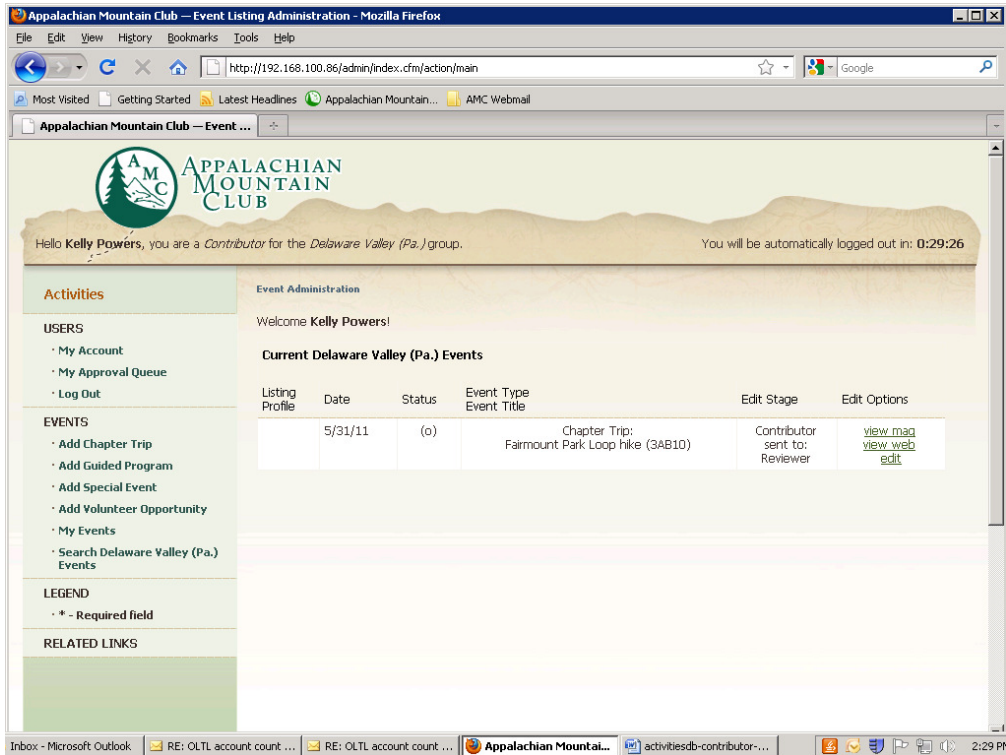 Appalachian Mountain Club — Event Listing Administration - Mozilla Firefox
File Edit View History Bookmarks Tools Help
http://192.168.100.86/admin/index.cfm/action/main
Google
Most Visited Getting Started Latest Headlines Appalachian Mountain... AMC Webmail
Appalachian Mountain Club — Event ...
AMC
APPALACHIAN
MOUNTAIN
CLUB
Hello Kelly Powers, you are a Contributor for the Delaware Valley (Pa.) group.
You will be automatically logged out in: 0:29:26
Activities
USERS
· My Account
· My Approval Queue
· Log Out
EVENTS
· Add Chapter Trip
· Add Guided Program
· Add Special Event
· Add Volunteer Opportunity
· My Events
· Search Delaware Valley (Pa.)
Events
LEGEND
· * - Required field
RELATED LINKS
Event Administration
Welcome Kelly Powers!
Current Delaware Valley (Pa.) Events
Listing
Profile
Date
Status
Event Type
Event Title
Edit Stage
Edit Options
5/31/11
(o)
Chapter Trip:
Fairmount Park Loop hike (3AB10)
Contributor
sent to:
Reviewer
view mag
view web
edit
Inbox - Microsoft Outlook
RE: OLTL account count ...
RE: OLTL account count ...
Appalachian Mountai...
activitiesdb-contributor-...
2:29 P